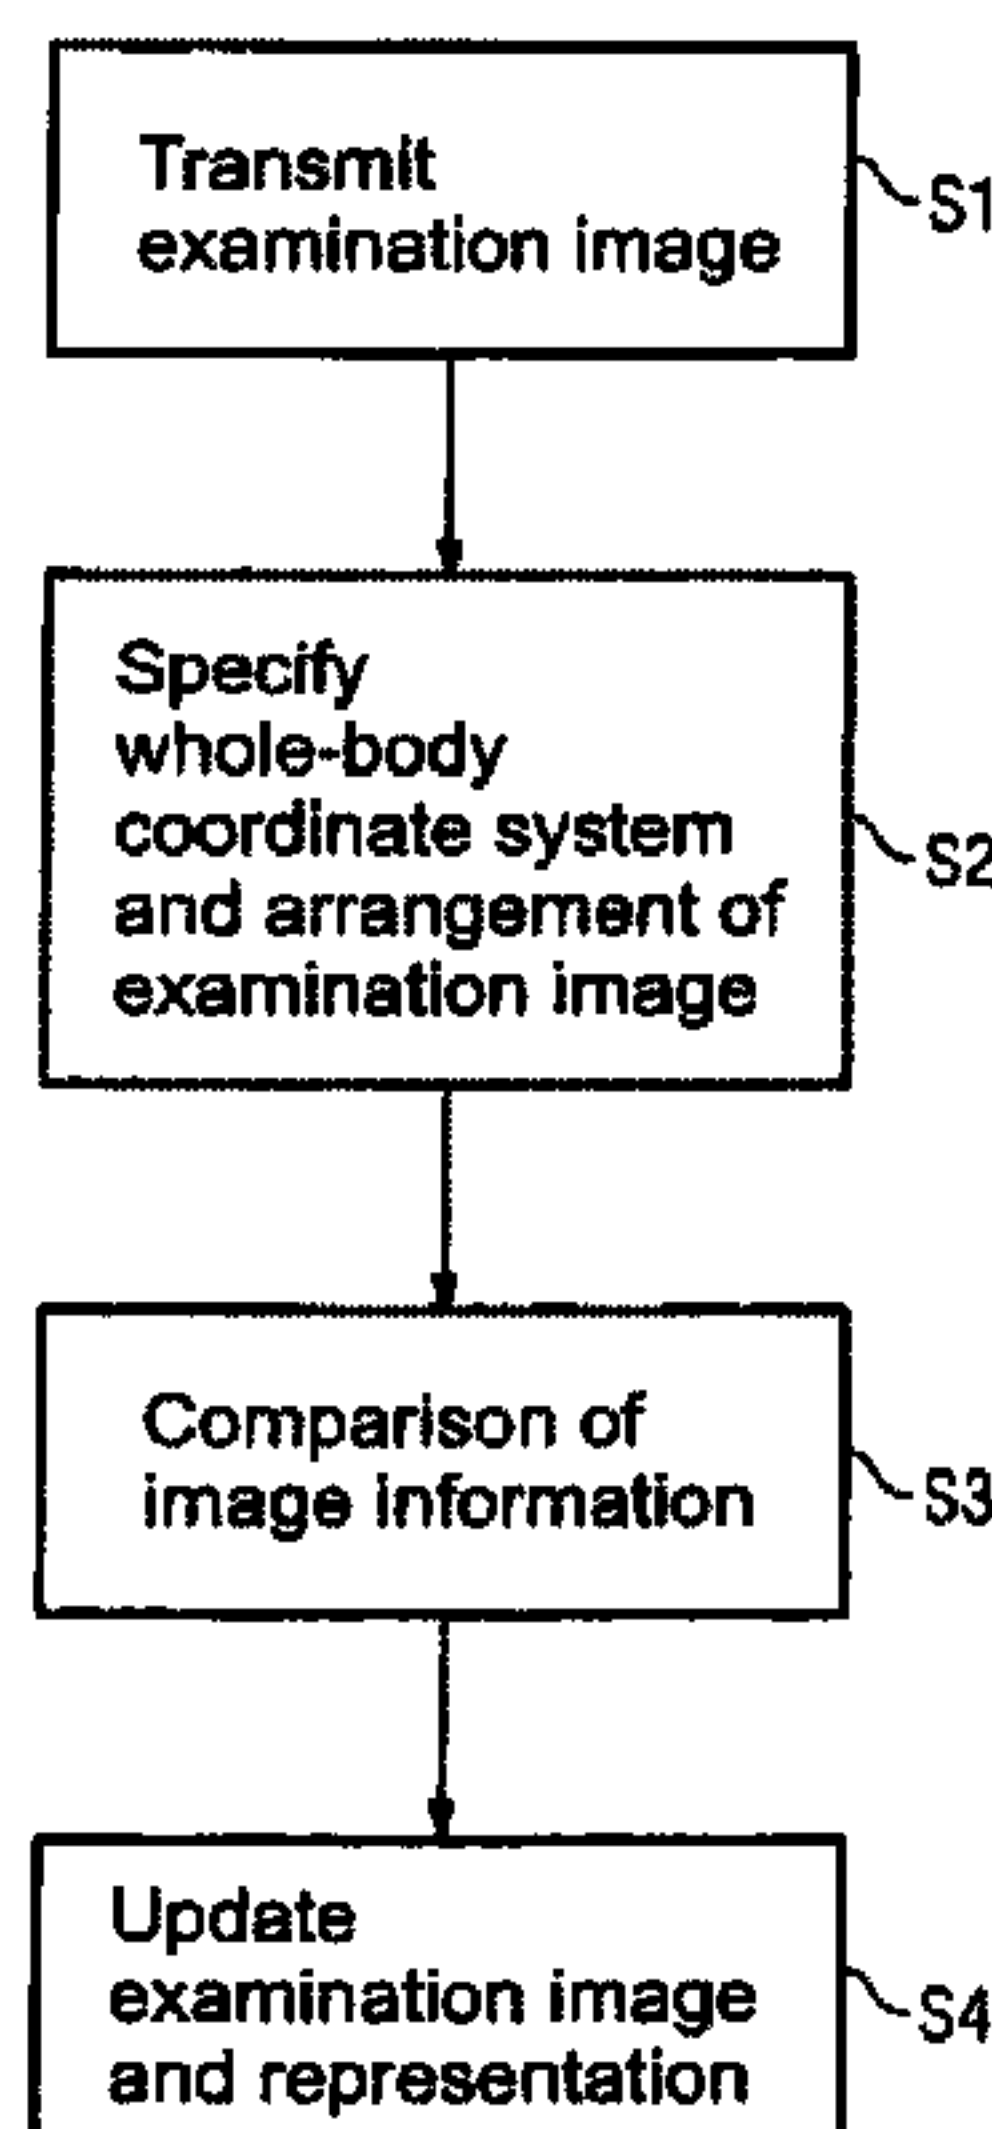 Transmit
examination image
S1
Specify
whole-body
coordinate system
and arrangement of
examination image
S2
Comparison of
image information
S3
Update
examination image
and representation
S4